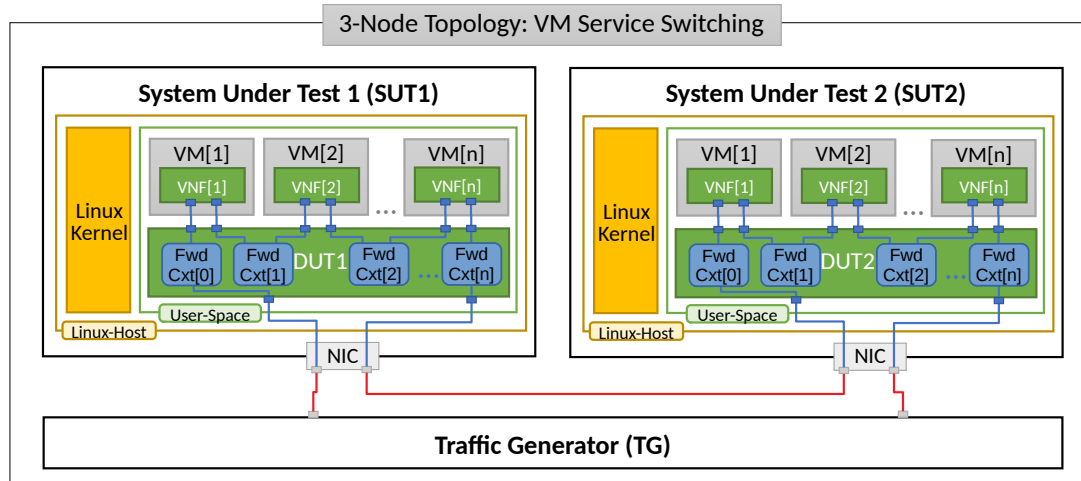 3-Node Topology: VM Service Switching
System Under Test 1 (SUT1)
Linux
Kernel
VM[1]
VNF[1]
VM[2]
VNF[2]
...
VM[n]
VNF[n]
DUT1
Fwd
Cxt[0]
Fwd
Cxt[1]
Fwd
Cxt[2]
...
Fwd
Cxt[n]
User-Space
Linux-Host
NIC
System Under Test 2 (SUT2)
Linux
Kernel
VM[1]
VNF[1]
VM[2]
VNF[2]
...
VM[n]
VNF[n]
DUT2
Fwd
Cxt[0]
Fwd
Cxt[1]
Fwd
Cxt[2]
...
Fwd
Cxt[n]
User-Space
Linux-Host
NIC
Traffic Generator (TG)